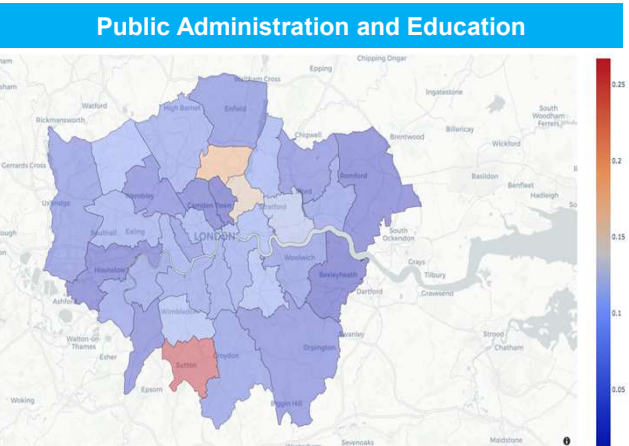 Public Administration and Education
Chipping Ongar
Epping
Waltham Cross
Ingatestone
0.25
Watford
High Barnet
Enfield
South
Woodham
Ferrers
Rickmansworth
Chigwell
Brentwood
Billericay
Wickford
Gerrards Cross
0.2
Basildon
Benfleet
Hadleigh
Wembley
Romford
Uxbridge
Camden Town
Stratford
Southall
Ealing
LONDON
South
Ockendon
0.15
Hounslow
Woolwich
Grays
Bexleyheath
Tilbury
Dartford
Gravesend
Wimbledon
0.1
Walton-on-
Thames
Swanley
Strood
Chatham
Esher
Orpington
Croydon
Sutton
Epsom
0.05
Woking
Biggin Hill
Sevenoaks
Maidstone